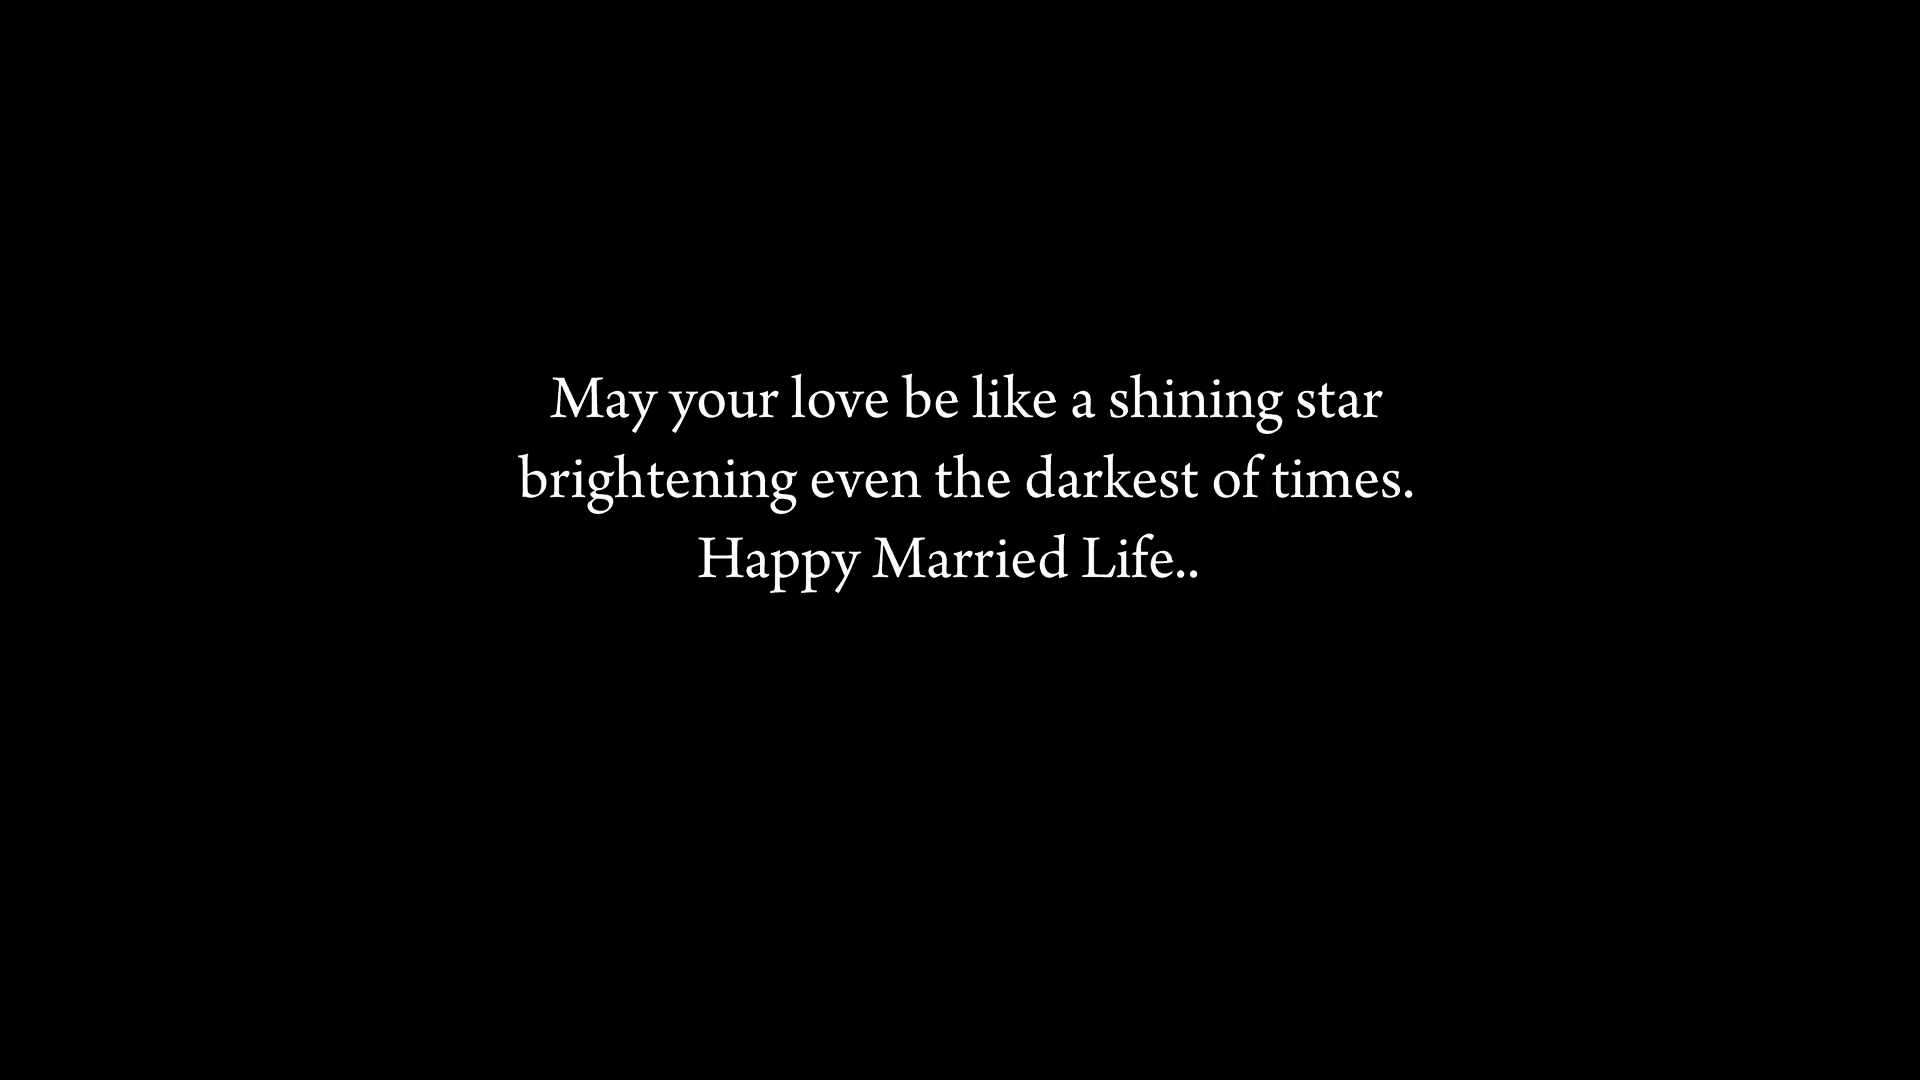 May your love be like a shining star
brightening even the darkest of times.
Happy Married Life..